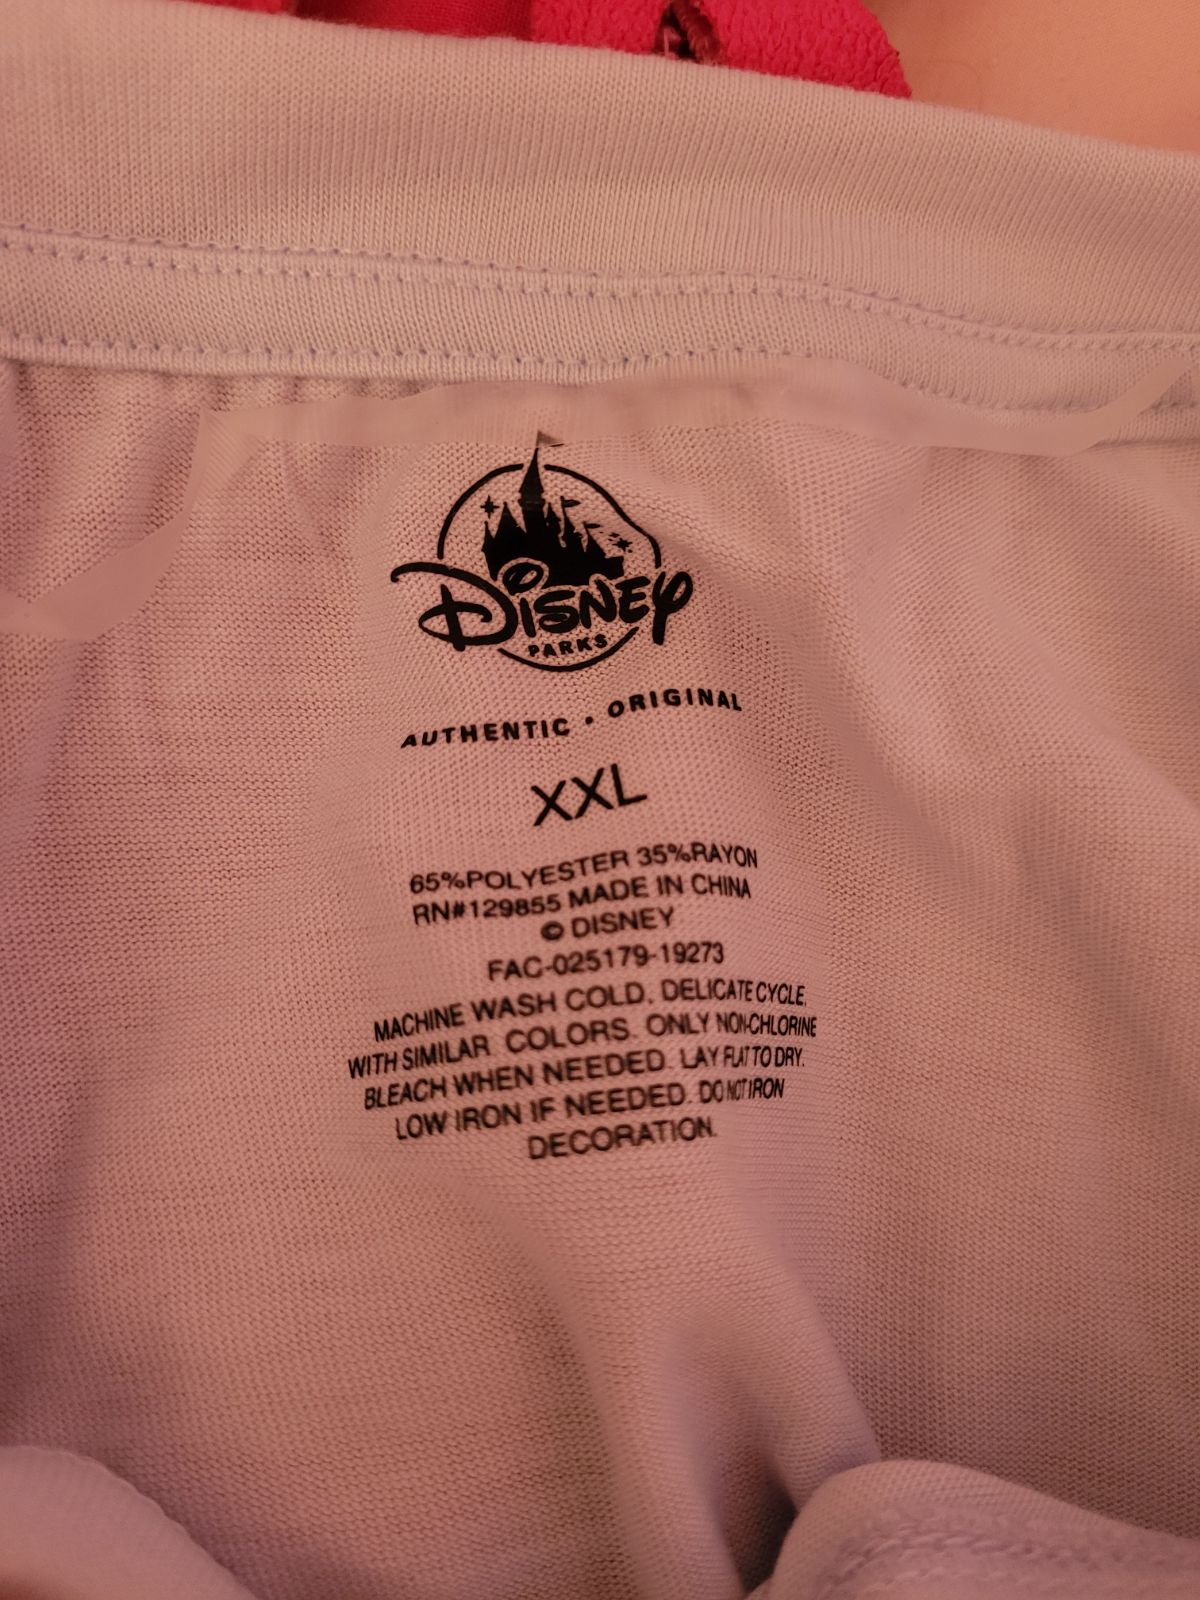 Disney
PARKS
AUTHENTIC • ORIGINAL
XXL
65%POLYESTER 35%RAYON
RN#129855 MADE IN CHINA
© DISNEY
FAC-025179-19273
MACHINE WASH COLD, DELICATE CYCLE,
WITH SIMILAR COLORS. ONLY NON-CHLORINE
BLEACH WHEN NEEDED. LAY FLAT TO DRY.
LOW IRON IF NEEDED. DO NOT IRON
DECORATION.